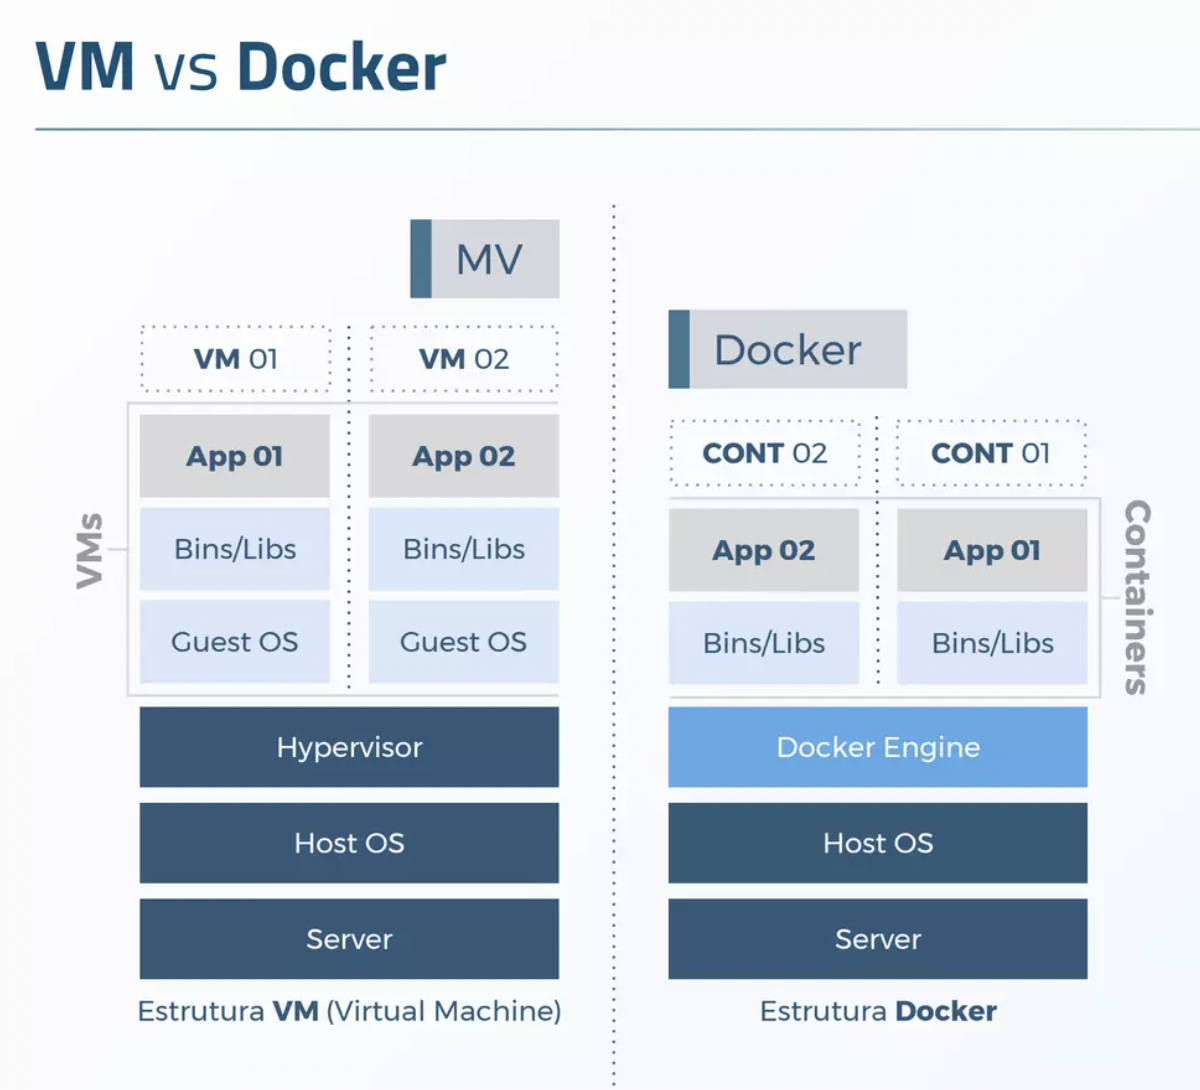 VM vs Docker
MV
VM 01
VM 02
App 01
App 02
Bins/Libs
Bins/Libs
Guest OS
Guest OS
VMs
Hypervisor
Host OS
Server
Estrutura VM (Virtual Machine)
Docker
CONT 02
CONT 01
App 02
App 01
Bins/Libs
Bins/Libs
Containers
Docker Engine
Host OS
Server
Estrutura Docker